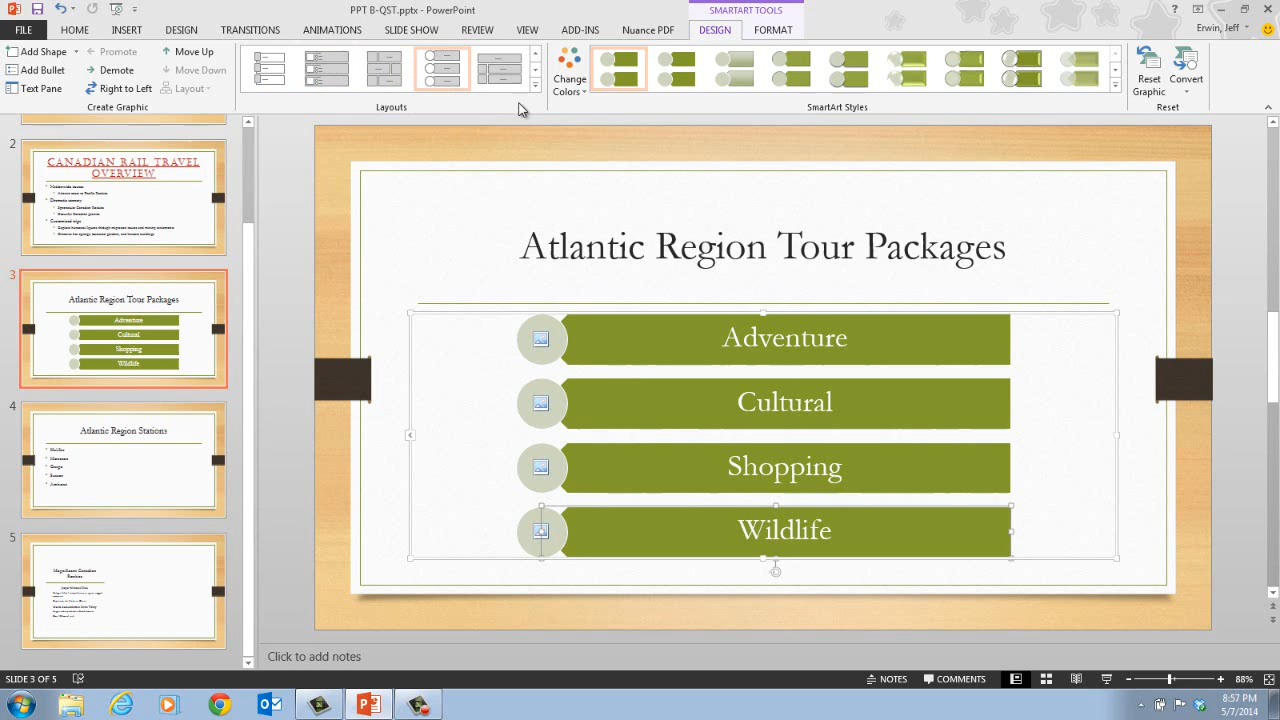 PPT B-QST.pptx - PowerPoint
SMARTART TOOLS
FILE HOME INSERT DESIGN TRANSITIONS ANIMATIONS SLIDE SHOW REVIEW VIEW ADD-INS Nuance PDF DESIGN FORMAT Erwin, Jeff
Add Shape Promote Move Up
Add Bullet Demote Move Down
Text Pane Right to Left Layout
Change Colors
Reset Graphic
Convert
Create Graphic Layouts SmartArt Styles Reset
2
CANADIAN RAIL TRAVEL
OVERVIEW
3
Atlantic Region Tour Packages
Adventure
Cultural
Shopping
Wildlife
4
Atlantic Region Stations
5
Atlantic Region Tour Packages
Adventure
Cultural
Shopping
Wildlife
Click to add notes
SLIDE 3 OF 5 NOTES COMMENTS 88%
8:57 PM
5/7/2014